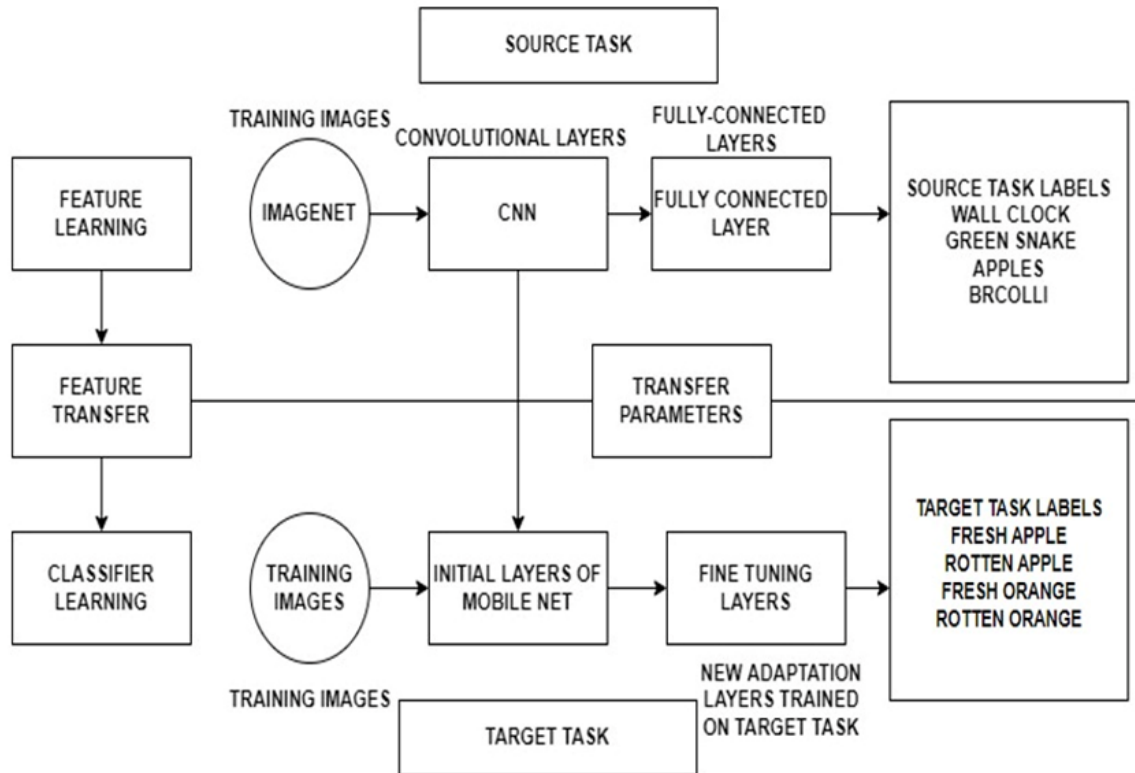 SOURCE TASK
TRAINING IMAGES
CONVOLUTIONAL LAYERS
FULLY-CONNECTED
LAYERS
FEATURE
LEARNING
IMAGENET
CNN
FULLY CONNECTED
LAYER
SOURCE TASK LABELS
WALL CLOCK
GREEN SNAKE
APPLES
BRCOLLI
FEATURE
TRANSFER
TRANSFER
PARAMETERS
CLASSIFIER
LEARNING
TRAINING
IMAGES
INITIAL LAYERS OF
MOBILE NET
FINE TUNING
LAYERS
TARGET TASK LABELS
FRESH APPLE
ROTTEN APPLE
FRESH ORANGE
ROTTEN ORANGE
TRAINING IMAGES
NEW ADAPTATION
LAYERS TRAINED
ON TARGET TASK
TARGET TASK